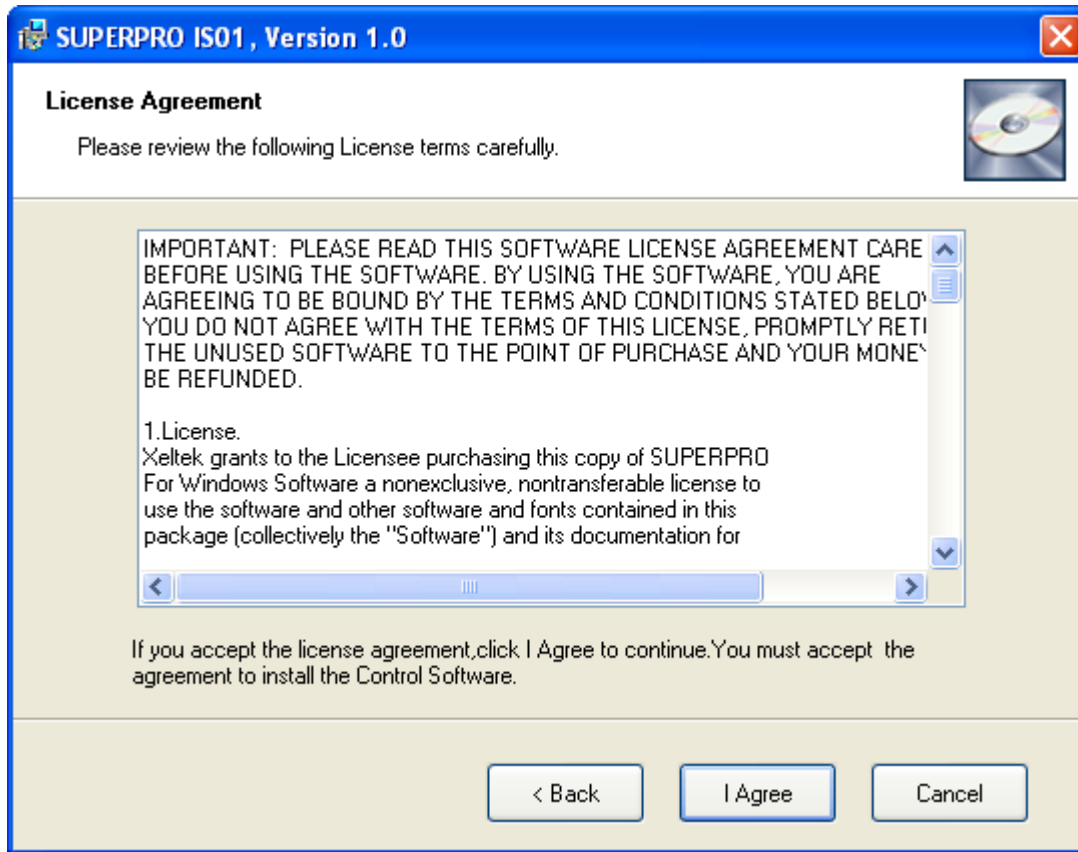 SUPERPRO IS01, Version 1.0
License Agreement
Please review the following License terms carefully.
IMPORTANT:  PLEASE READ THIS SOFTWARE LICENSE AGREEMENT CARE
BEFORE USING THE SOFTWARE. BY USING THE SOFTWARE, YOU ARE
AGREEING TO BE BOUND BY THE TERMS AND CONDITIONS STATED BELO
YOU DO NOT AGREE WITH THE TERMS OF THIS LICENSE, PROMPTLY RET
THE UNUSED SOFTWARE TO THE POINT OF PURCHASE AND YOUR MONEY
BE REFUNDED.
1.License.
Xeltek grants to the Licensee purchasing this copy of SUPERPRO
For Windows Software a nonexclusive, nontransferable license to
use the software and other software and fonts contained in this
package (collectively the "Software") and its documentation for
If you accept the license agreement,click I Agree to continue.You must accept  the
agreement to install the Control Software.
< Back
I Agree
Cancel